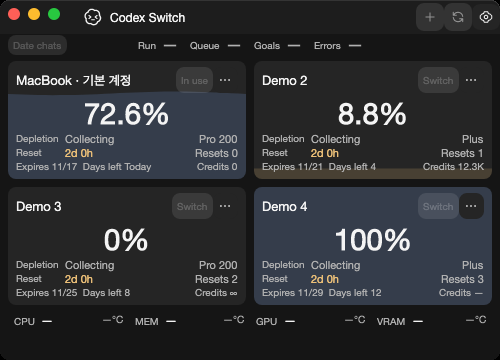 Codex Switch
Date chats Run — Queue — Goals — Errors —
MacBook · 기본 계정 In use ···
72.6%
Depletion Collecting Pro 200
Reset 2d 0h Resets 0
Expires 11/17 Days left Today Credits 0
Demo 2 Switch ···
8.8%
Depletion Collecting Plus
Reset 2d 0h Resets 1
Expires 11/21 Days left 4 Credits 12.3K
Demo 3 Switch ···
0%
Depletion Collecting Pro 200
Reset 2d 0h Resets 2
Expires 11/25 Days left 8 Credits ∞
Demo 4 Switch ···
100%
Depletion Collecting Plus
Reset 2d 0h Resets 3
Expires 11/29 Days left 12 Credits —
CPU — —°C MEM — —°C GPU — —°C VRAM — —°C